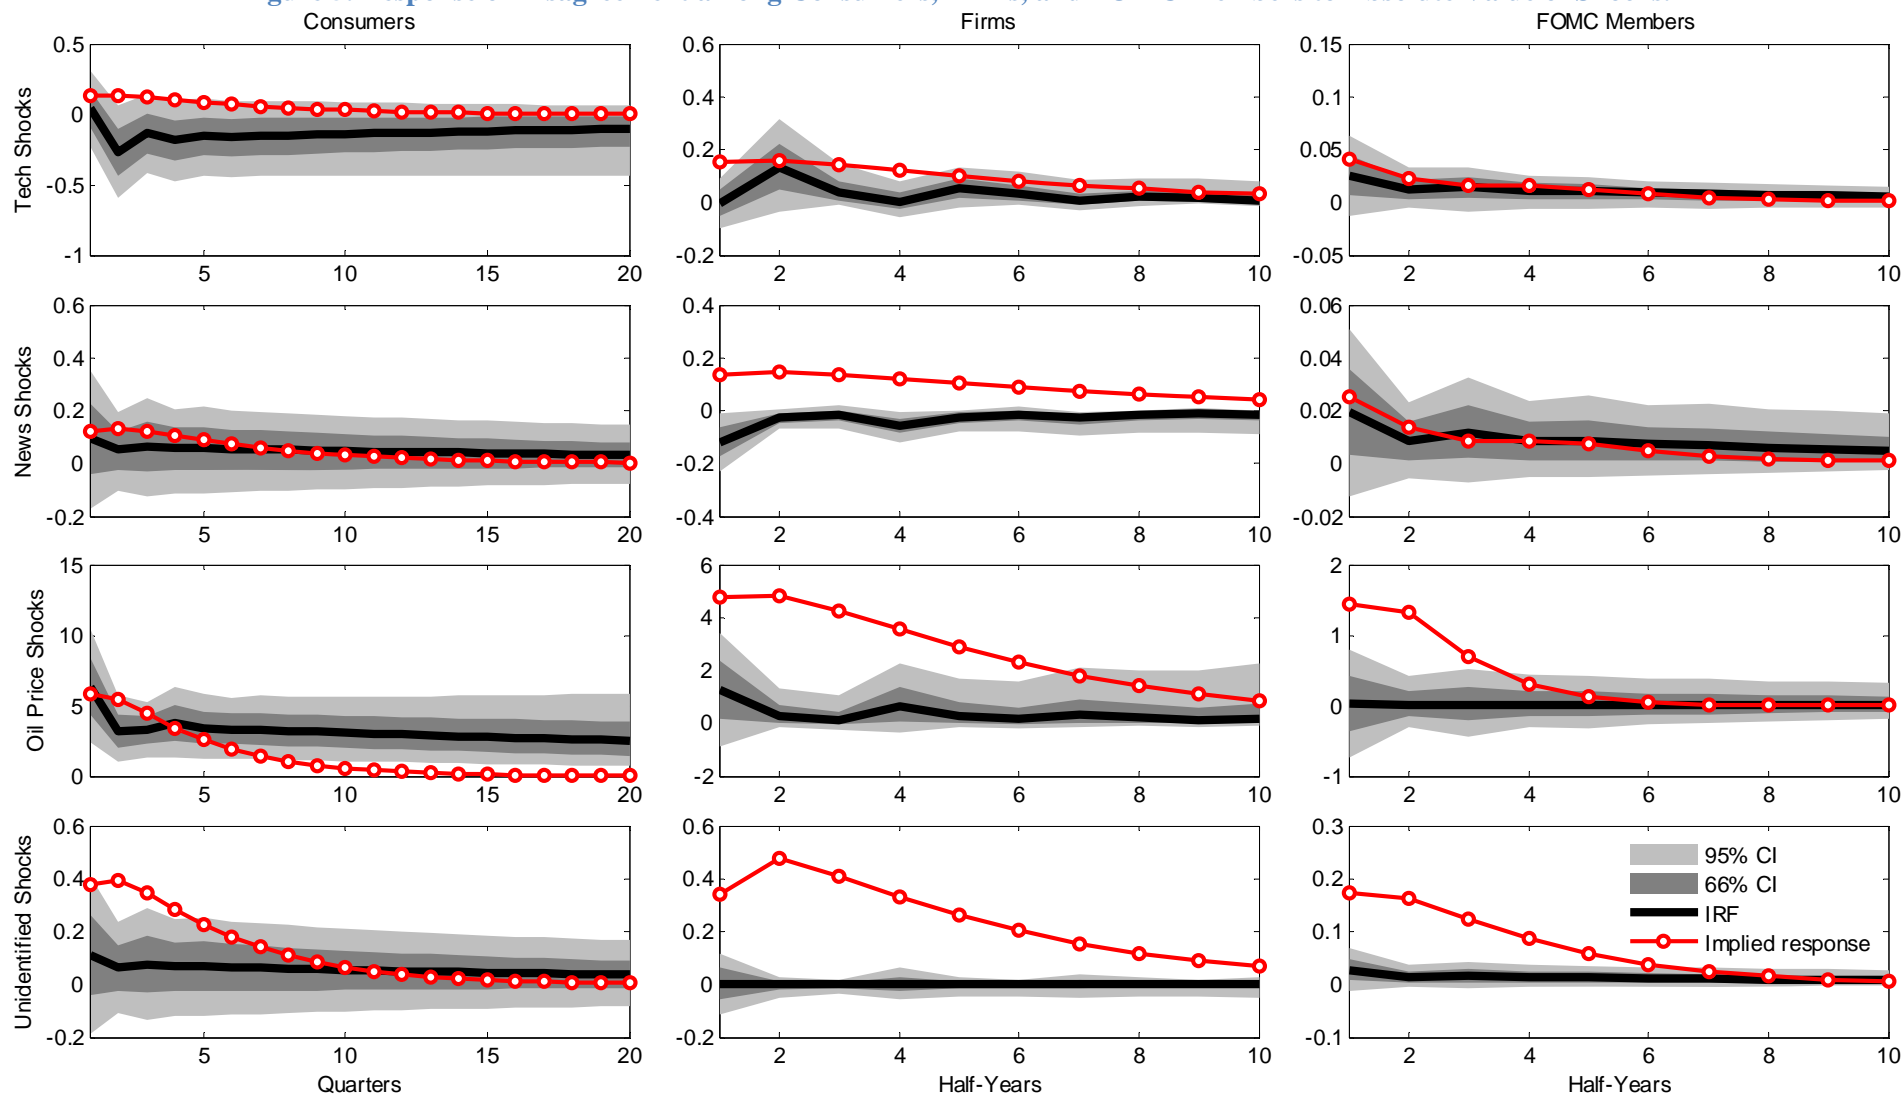 Consumers Firms FOMC Members
Tech Shocks
0.5
0
-0.5
-1
5 10 15 20
0.6
0.4
0.2
0
-0.2
2 4 6 8 10
0.15
0.1
0.05
0
-0.05
2 4 6 8 10
News Shocks
0.6
0.4
0.2
0
-0.2
5 10 15 20
0.4
0.2
0
-0.2
-0.4
2 4 6 8 10
0.06
0.04
0.02
0
-0.02
2 4 6 8 10
Oil Price Shocks
15
10
5
0
5 10 15 20
6
4
2
0
-2
2 4 6 8 10
2
1
0
-1
2 4 6 8 10
Unidentified Shocks
0.6
0.4
0.2
0
-0.2
5 10 15 20
Quarters
0.6
0.4
0.2
0
-0.2
2 4 6 8 10
Half-Years
0.3
0.2
0.1
0
-0.1
2 4 6 8 10
Half-Years
95% CI
66% CI
IRF
Implied response